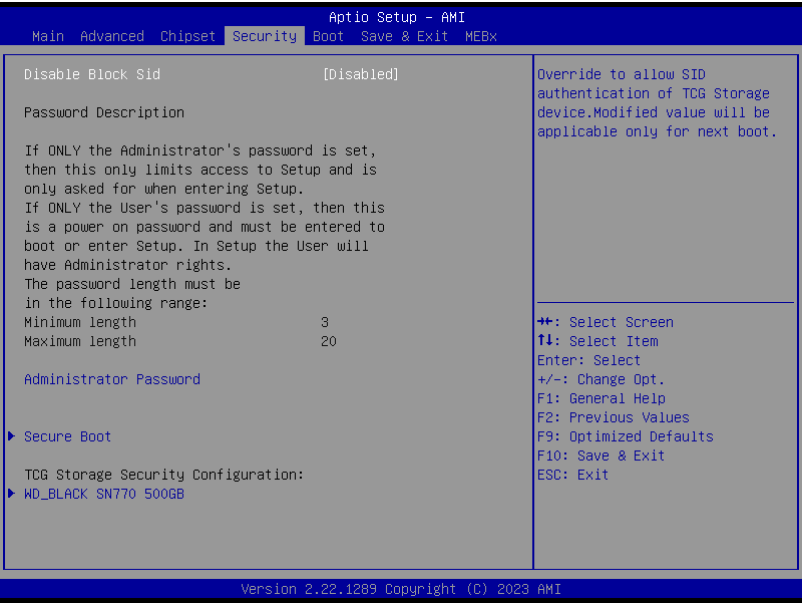 Aptio Setup – AMI
Main Advanced Chipset Security Boot Save & Exit MEBx
Disable Block Sid [Disabled]
Password Description
If ONLY the Administrator's password is set,
then this only limits access to Setup and is
only asked for when entering Setup.
If ONLY the User's password is set, then this
is a power on password and must be entered to
boot or enter Setup. In Setup the User will
have Administrator rights.
The password length must be
in the following range:
Minimum length 3
Maximum length 20
Administrator Password
Secure Boot
TCG Storage Security Configuration:
WD_BLACK SN770 500GB
Override to allow SID
authentication of TCG Storage
device.Modified value will be
applicable only for next boot.
→←: Select Screen
↑↓: Select Item
Enter: Select
+/-: Change Opt.
F1: General Help
F2: Previous Values
F9: Optimized Defaults
F10: Save & Exit
ESC: Exit
Version 2.22.1289 Copyright (C) 2023 AMI